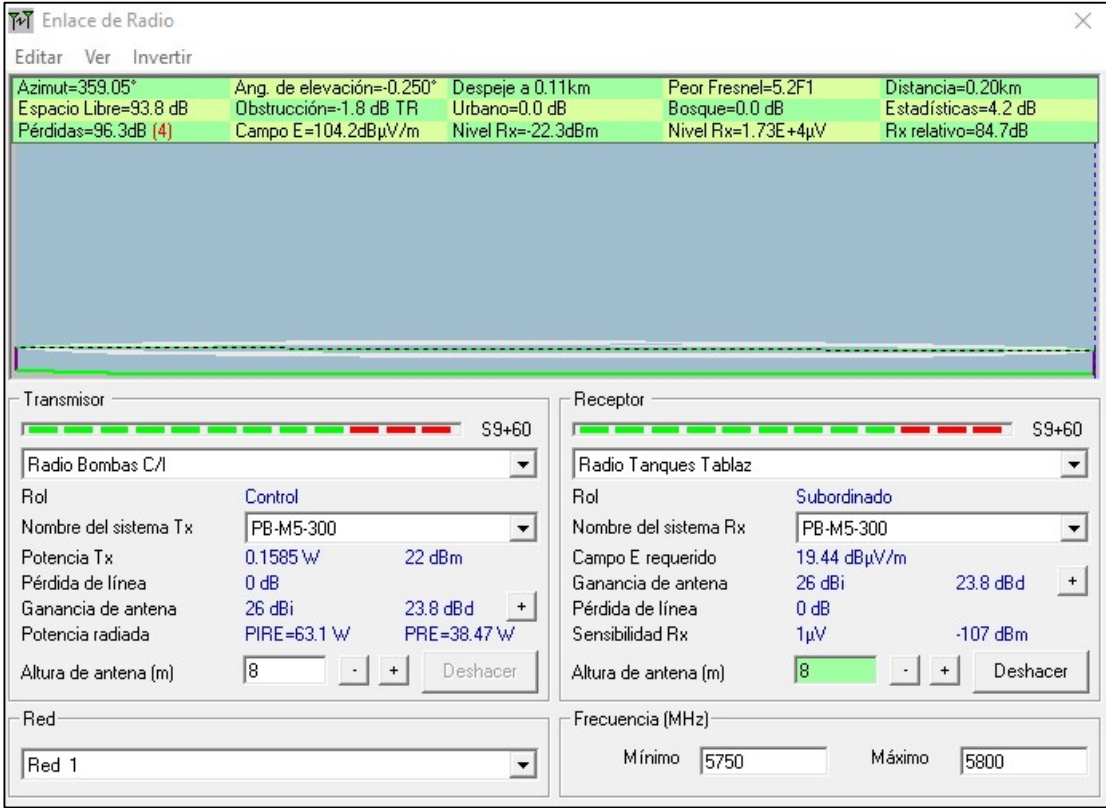 Enlace de Radio
Editar Ver Invertir
Azimut=359.05° Ang. de elevación=-0.250° Despeje a 0.11km Peor Fresnel=5.2F1 Distancia=0.20km
Espacio Libre=93.8 dB Obstrucción=-1.8 dB TR Urbano=0.0 dB Bosque=0.0 dB Estadísticas=4.2 dB
Pérdidas=96.3dB (4) Campo E=104.2dBµV/m Nivel Rx=-22.3dBm Nivel Rx=1.73E+4µV Rx relativo=84.7dB
Transmisor
S9+60
Radio Bombas C/I
Rol Control
Nombre del sistema Tx PB-M5-300
Potencia Tx 0.1585 W 22 dBm
Pérdida de línea 0 dB
Ganancia de antena 26 dBi 23.8 dBd +
Potencia radiada PIRE=63.1 W PRE=38.47 W
Altura de antena (m) 8 - + Deshacer
Receptor
S9+60
Radio Tanques Tablaz
Rol Subordinado
Nombre del sistema Rx PB-M5-300
Campo E requerido 19.44 dBµV/m
Ganancia de antena 26 dBi 23.8 dBd +
Pérdida de línea 0 dB
Sensibilidad Rx 1µV -107 dBm
Altura de antena (m) 8 - + Deshacer
Red
Red 1
Frecuencia (MHz)
Mínimo 5750 Máximo 5800